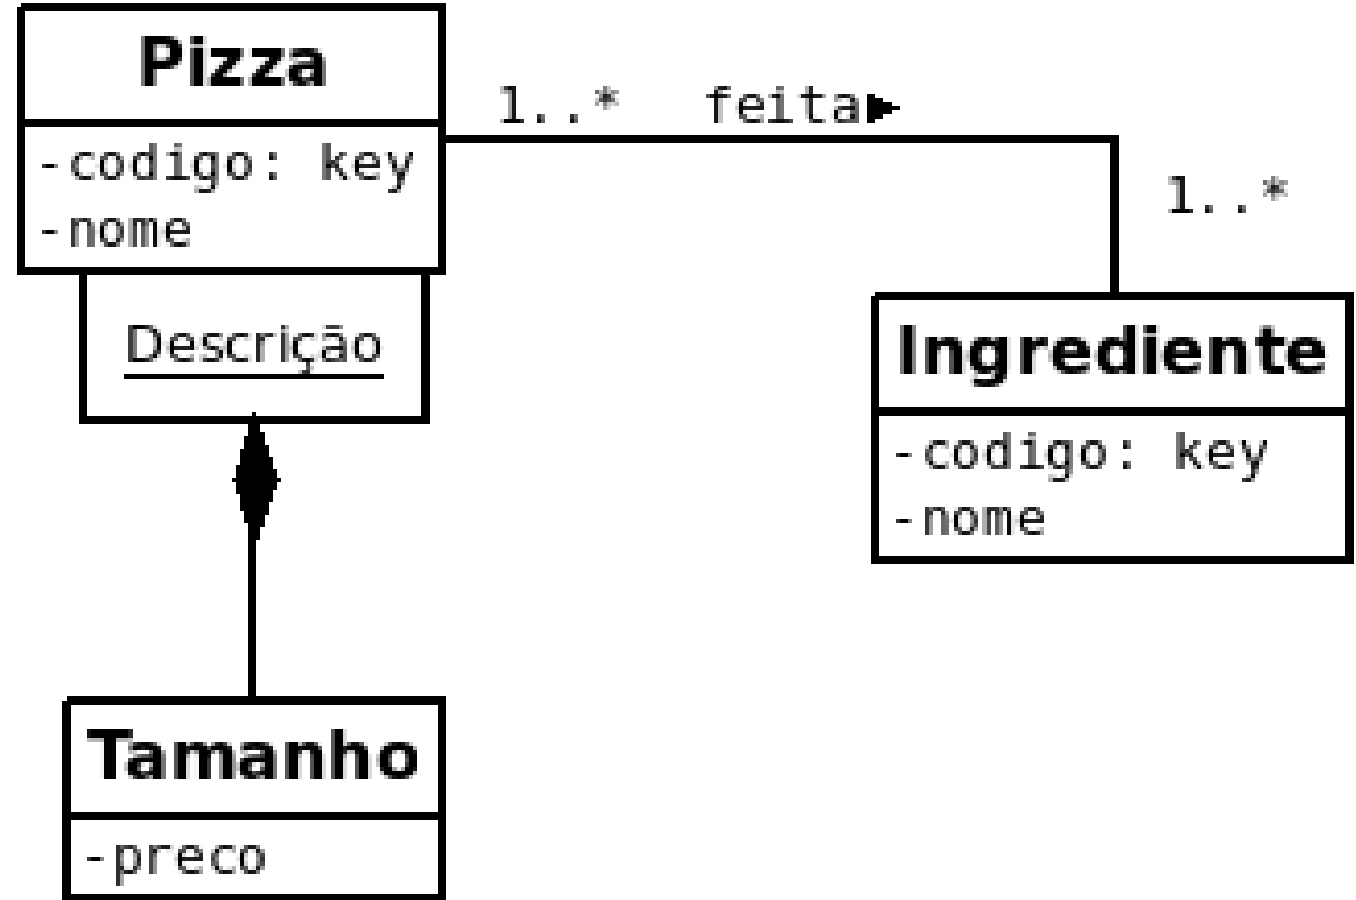 Pizza
-codigo: key
-nome
1..* feita►
1..*
Descrição
Ingrediente
-codigo: key
-nome
Tamanho
-preco